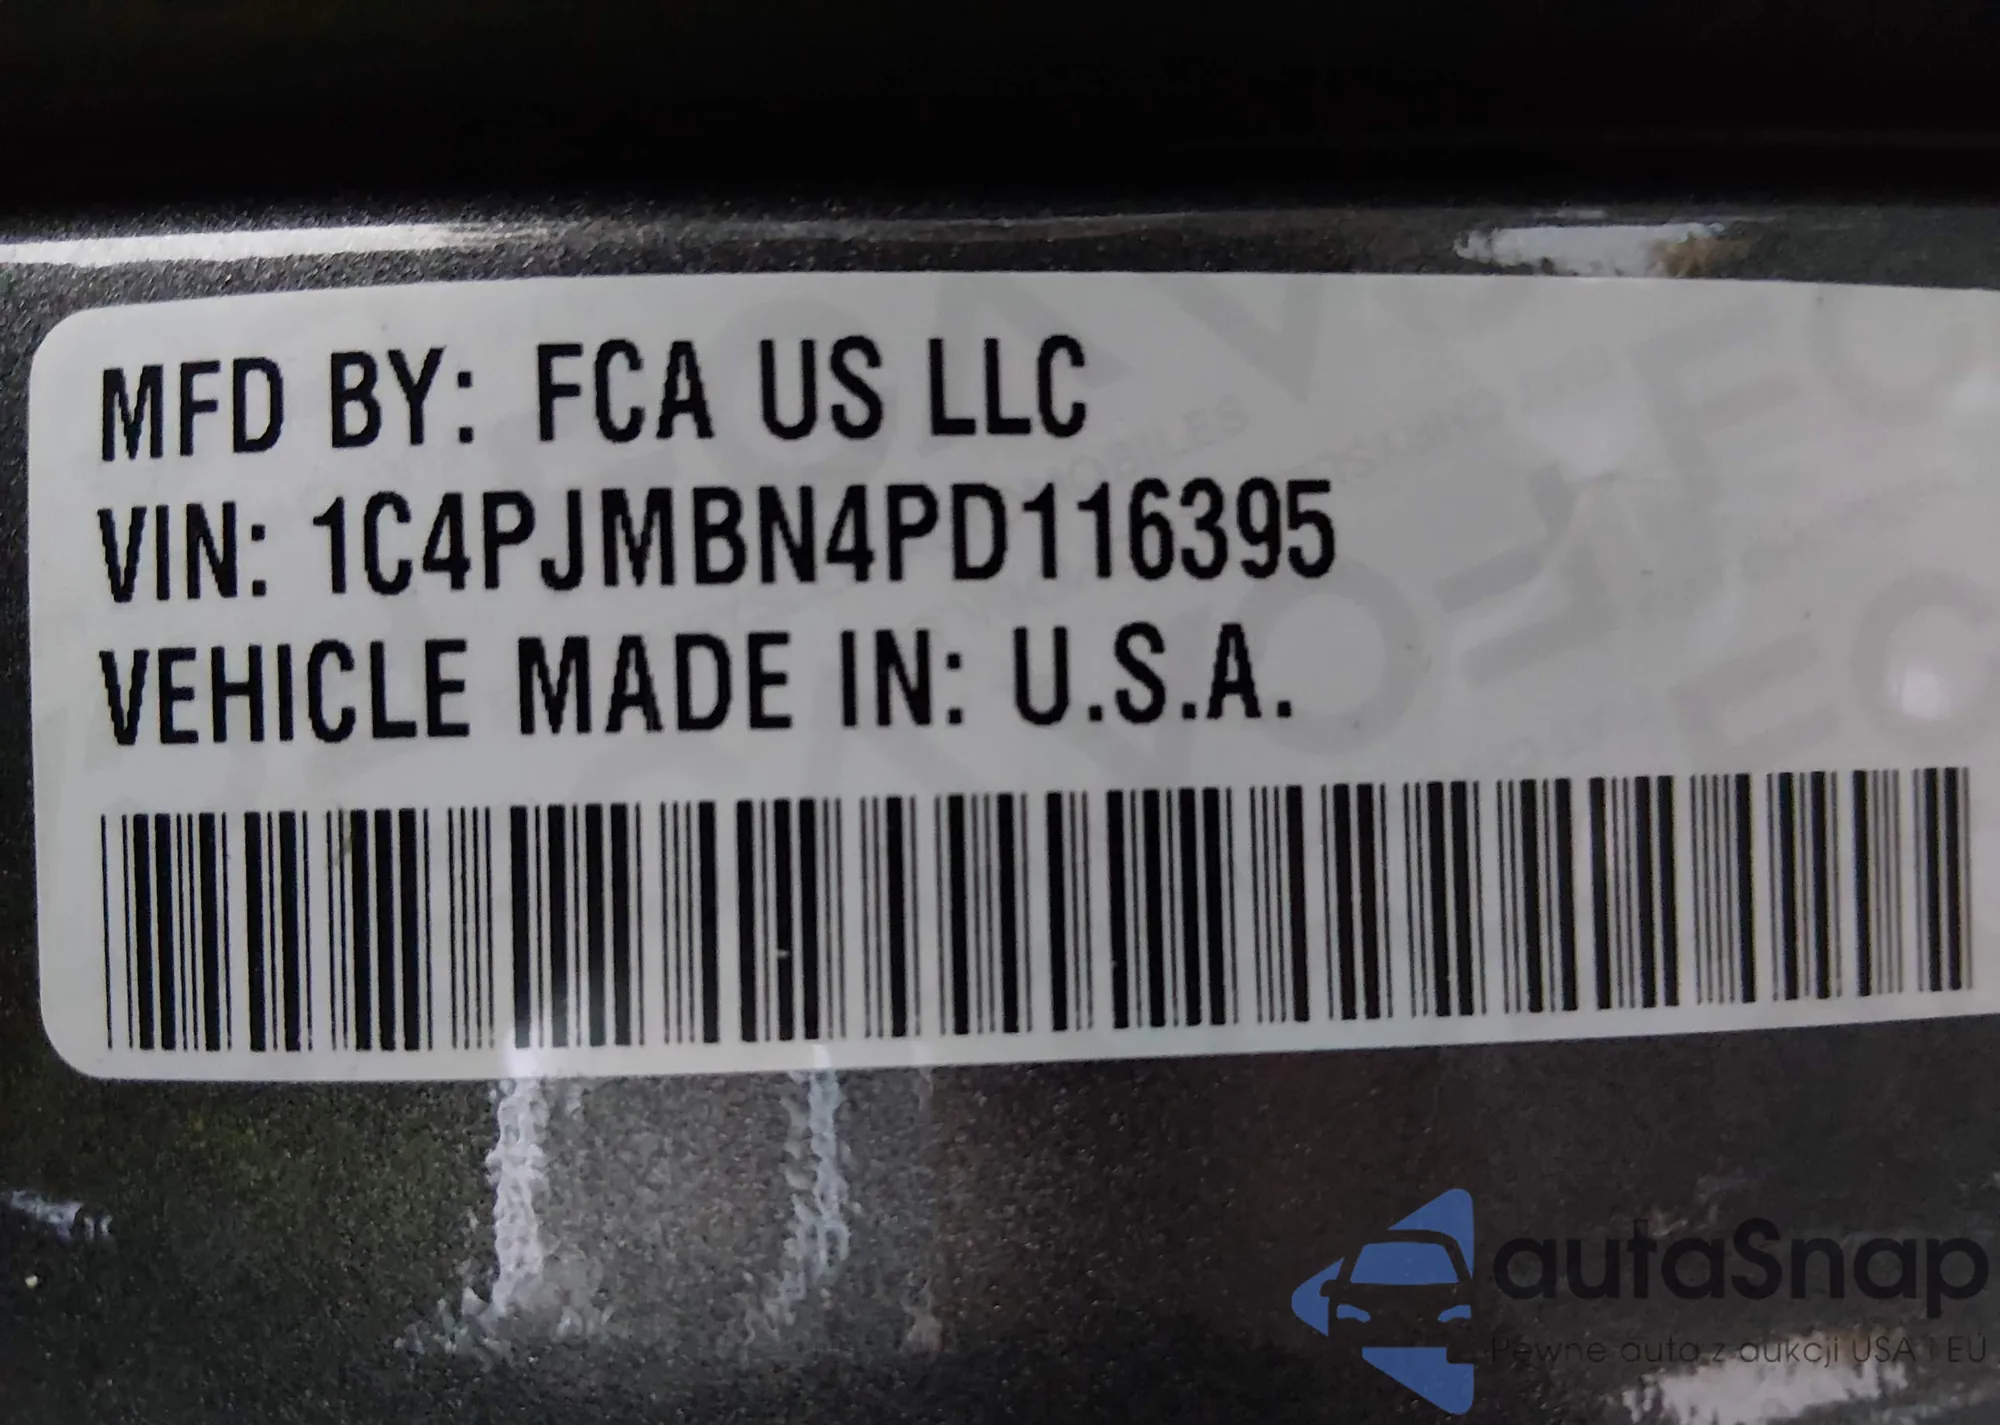 MFD BY: FCA US LLC
VIN: 1C4PJMBN4PD116395
VEHICLE MADE IN: U.S.A.
autaSnap
Pewne auta z aukcji USA i EU